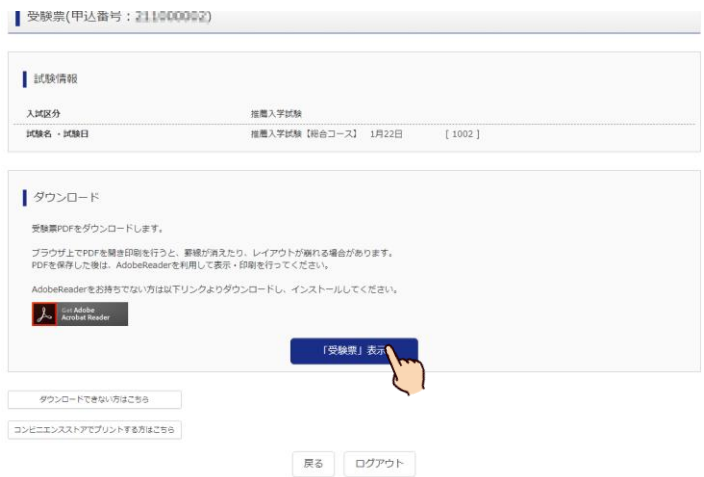 受験票(申込番号：211000002)
試験情報
入試区分 推薦入学試験
試験名・試験日 推薦入学試験【総合コース】 1月22日 [ 1002 ]
ダウンロード
受験票PDFをダウンロードします。
ブラウザ上でPDFを開き印刷を行うと、罫線が消えたり、レイアウトが崩れる場合があります。
PDFを保存した後は、AdobeReaderを利用して表示・印刷を行ってください。
AdobeReaderをお持ちでない方は以下リンクよりダウンロードし、インストールしてください。
Get Adobe
Acrobat Reader
「受験票」表示
ダウンロードできない方はこちら
コンビニエンスストアでプリントする方はこちら
戻る ログアウト